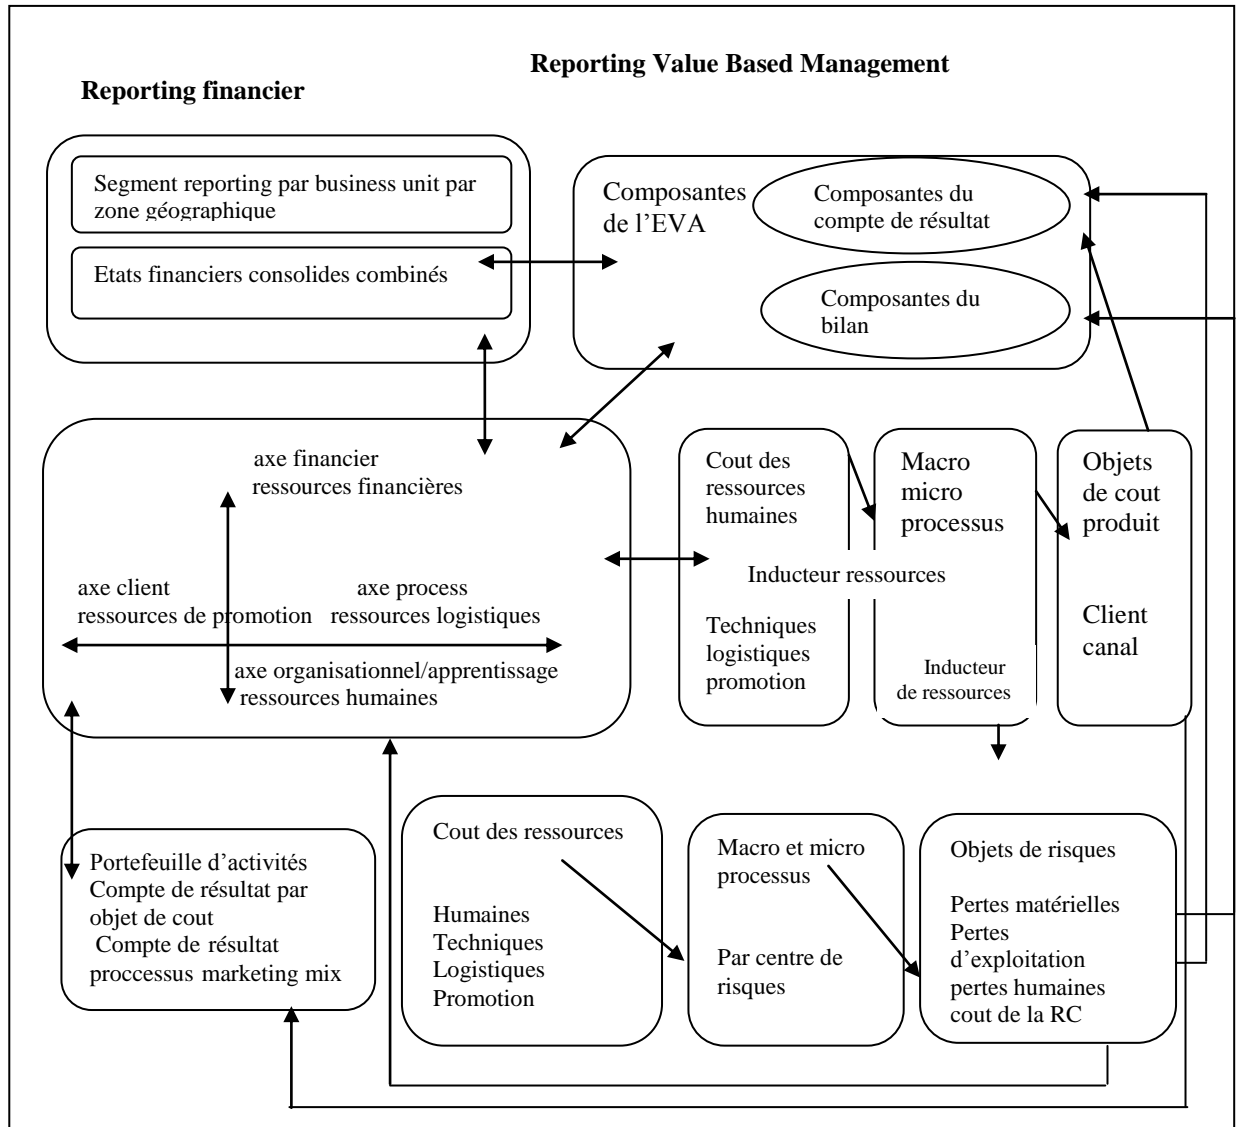 Reporting Value Based Management
Reporting financier
Segment reporting par business unit par
zone géographique
Etats financiers consolides combinés
Composantes
de l'EVA
Composantes du
compte de résultat
Composantes du
bilan
axe financier
ressources financières
axe client
ressources de promotion
axe process
ressources logistiques
axe organisationnel/apprentissage
ressources humaines
Cout des
ressources
humaines
Inducteur ressources
Techniques
logistiques
promotion
Macro
micro
processus
Inducteur
de ressources
Objets
de cout
produit
Client
canal
Portefeuille d'activités
Compte de résultat par
objet de cout
Compte de résultat
proccessus marketing mix
Cout des ressources
Humaines
Techniques
Logistiques
Promotion
Macro et micro
processus
Par centre de
risques
Objets de risques
Pertes matérielles
Pertes
d'exploitation
pertes humaines
cout de la RC